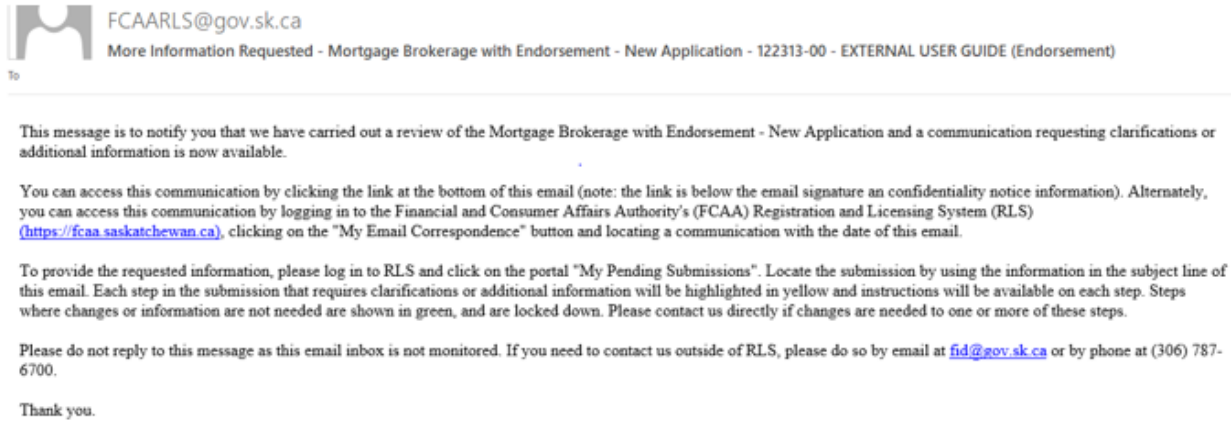 FCAARLS@gov.sk.ca
More Information Requested - Mortgage Brokerage with Endorsement - New Application - 122313-00 - EXTERNAL USER GUIDE (Endorsement)
To
This message is to notify you that we have carried out a review of the Mortgage Brokerage with Endorsement - New Application and a communication requesting clarifications or
additional information is now available.
You can access this communication by clicking the link at the bottom of this email (note: the link is below the email signature an confidentiality notice information). Alternately,
you can access this communication by logging in to the Financial and Consumer Affairs Authority's (FCAA) Registration and Licensing System (RLS)
(https://fcaa.saskatchewan.ca), clicking on the "My Email Correspondence" button and locating a communication with the date of this email.
To provide the requested information, please log in to RLS and click on the portal "My Pending Submissions". Locate the submission by using the information in the subject line of
this email. Each step in the submission that requires clarifications or additional information will be highlighted in yellow and instructions will be available on each step. Steps
where changes or information are not needed are shown in green, and are locked down. Please contact us directly if changes are needed to one or more of these steps.
Please do not reply to this message as this email inbox is not monitored. If you need to contact us outside of RLS, please do so by email at fid@gov.sk.ca or by phone at (306) 787-
6700.
Thank you.